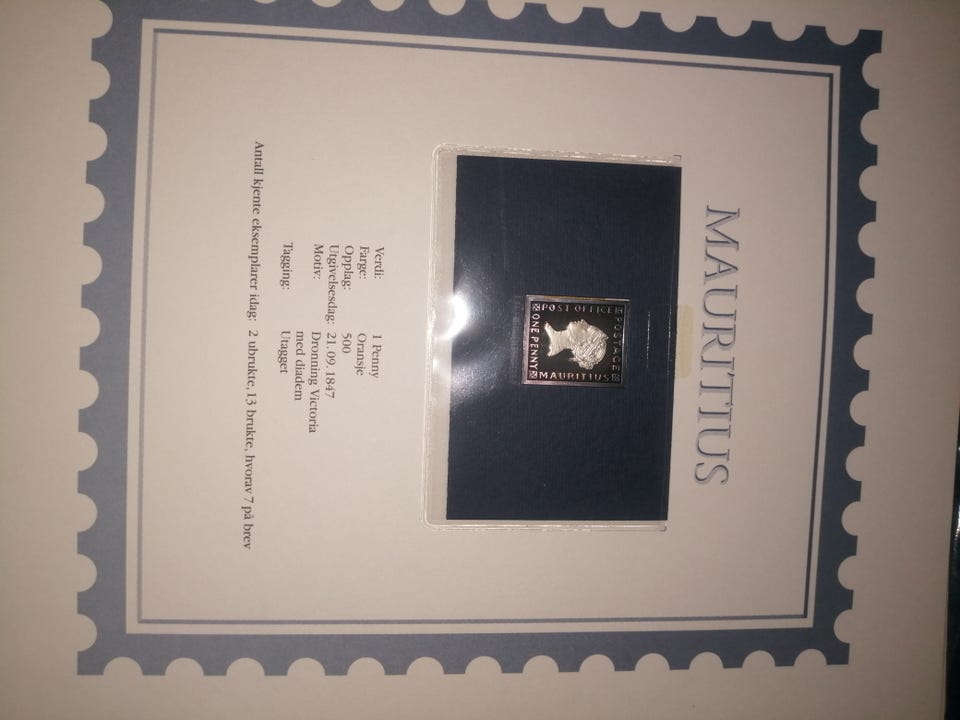 MAURITIUS
POSTAGE
POST OFFICE
MAURITIUS
ONE PENNY
Verdi: 1 Penny
Farge: Oransje
Opplag: 500
Utgivelsesdag: 21.09.1847
Motiv: Dronning Victoria
med diadem
Tagging: Utagget
Antall kjente eksemplarer idag: 2 ubrukte,13 brukte, hvorav 7 på brev